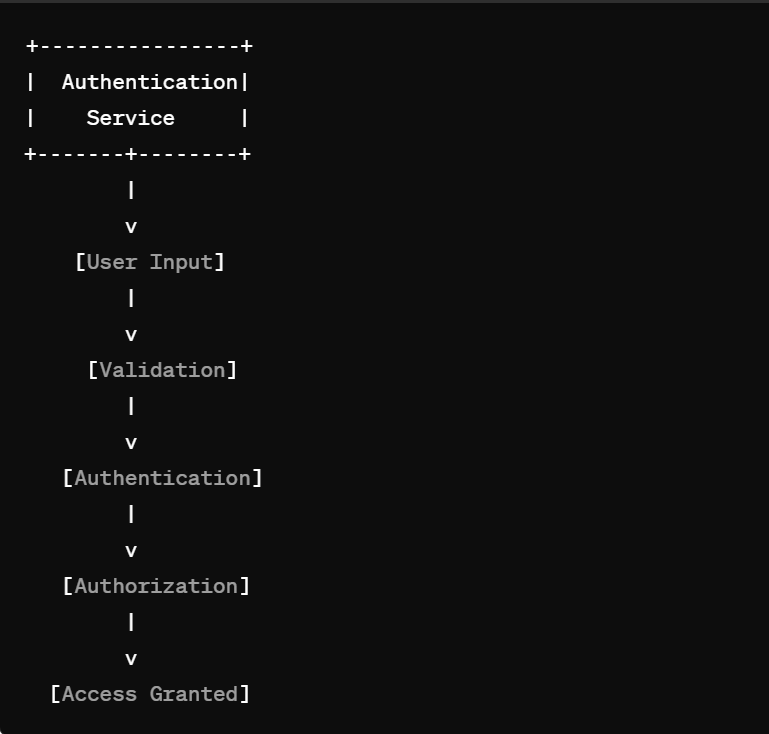 +----------------+
|  Authentication|
|    Service     |
+-------+--------+
        |
        v
    [User Input]
        |
        v
     [Validation]
        |
        v
   [Authentication]
        |
        v
   [Authorization]
        |
        v
  [Access Granted]